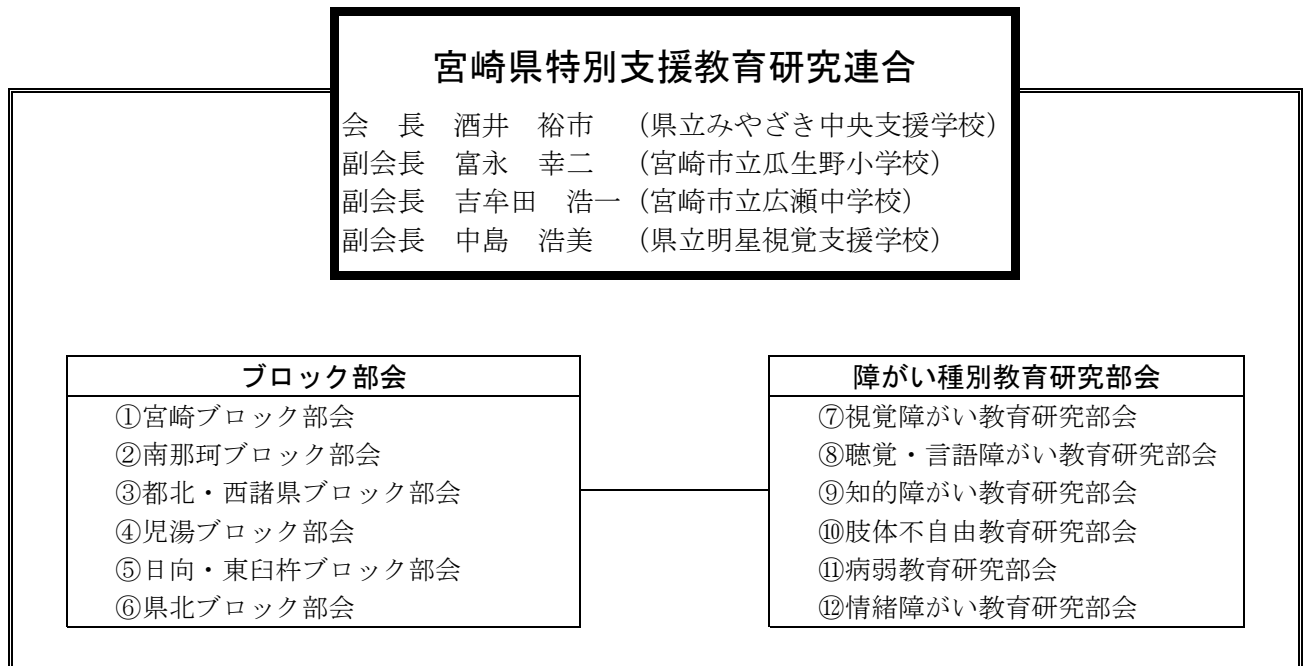 宮崎県特別支援教育研究連合
会　長　酒井　裕市　（県立みやざき中央支援学校）
副会長　富永　幸二　（宮崎市立瓜生野小学校）
副会長　吉牟田　浩一（宮崎市立広瀬中学校）
副会長　中島　浩美　（県立明星視覚支援学校）
ブロック部会
①宮崎ブロック部会
②南那珂ブロック部会
③都北・西諸県ブロック部会
④児湯ブロック部会
⑤日向・東臼杵ブロック部会
⑥県北ブロック部会
障がい種別教育研究部会
⑦視覚障がい教育研究部会
⑧聴覚・言語障がい教育研究部会
⑨知的障がい教育研究部会
⑩肢体不自由教育研究部会
⑪病弱教育研究部会
⑫情緒障がい教育研究部会